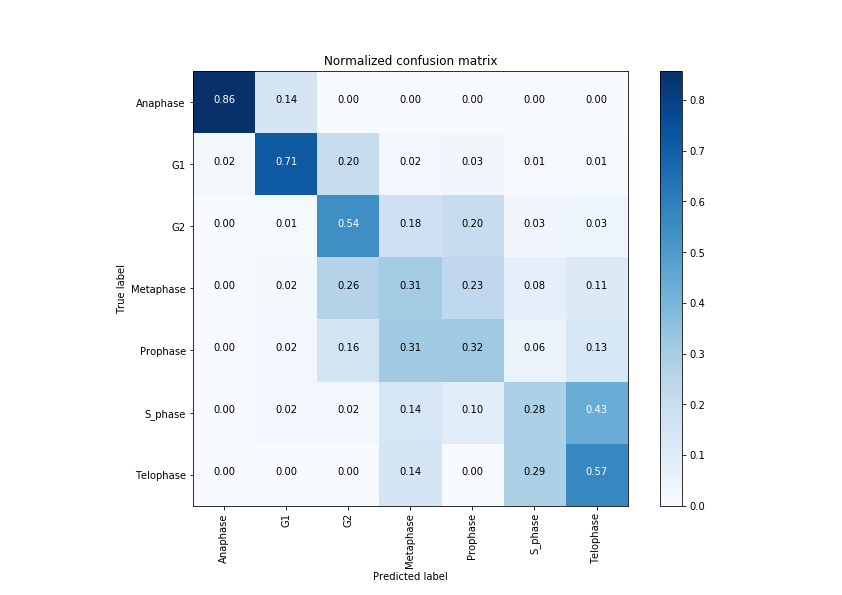 Normalized confusion matrix
Anaphase 0.86 0.14 0.00 0.00 0.00 0.00 0.00
G1 0.02 0.71 0.20 0.02 0.03 0.01 0.01
G2 0.00 0.01 0.54 0.18 0.20 0.03 0.03
Metaphase 0.00 0.02 0.26 0.31 0.23 0.08 0.11
Prophase 0.00 0.02 0.16 0.31 0.32 0.06 0.13
S_phase 0.00 0.02 0.02 0.14 0.10 0.28 0.43
Telophase 0.00 0.00 0.00 0.14 0.00 0.29 0.57
True label
Anaphase G1 G2 Metaphase Prophase S_phase Telophase
Predicted label
0.8
0.7
0.6
0.5
0.4
0.3
0.2
0.1
0.0